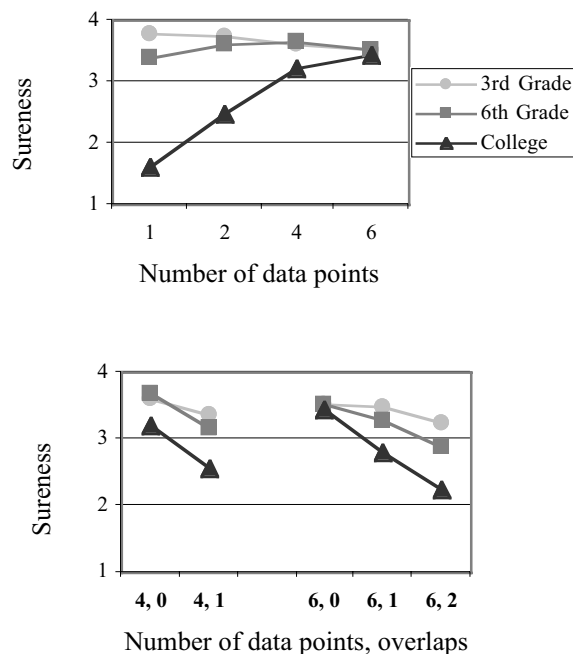 4
3
2
1
Sureness
1 2 4 6
Number of data points
3rd Grade
6th Grade
College
4
3
2
1
Sureness
4, 0 4, 1 6, 0 6, 1 6, 2
Number of data points, overlaps